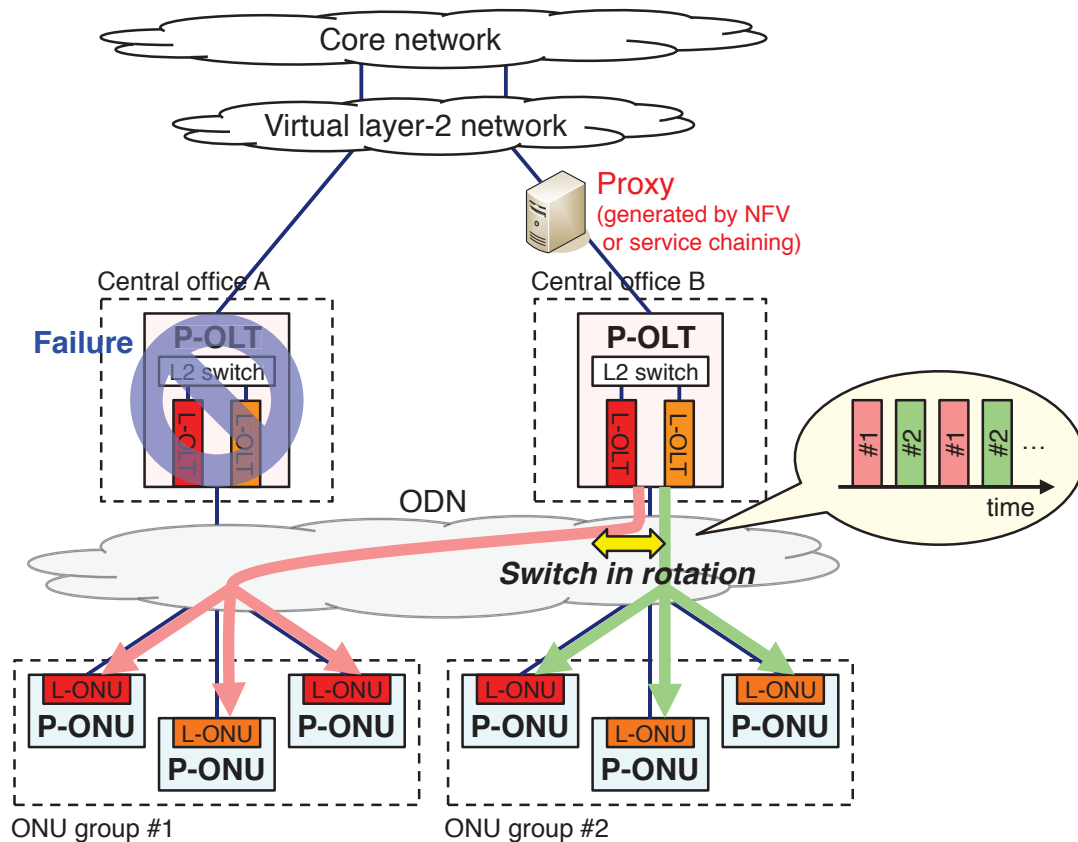 Core network
Virtual layer-2 network
Proxy
(generated by NFV
or service chaining)
Central office A
Central office B
Failure
P-OLT
L2 switch
L-OLT
L-OLT
P-OLT
L2 switch
L-OLT
L-OLT
#1
#2
#1
#2
...
time
ODN
Switch in rotation
L-ONU
P-ONU
L-ONU
P-ONU
L-ONU
P-ONU
L-ONU
P-ONU
L-ONU
P-ONU
L-ONU
P-ONU
ONU group #1
ONU group #2